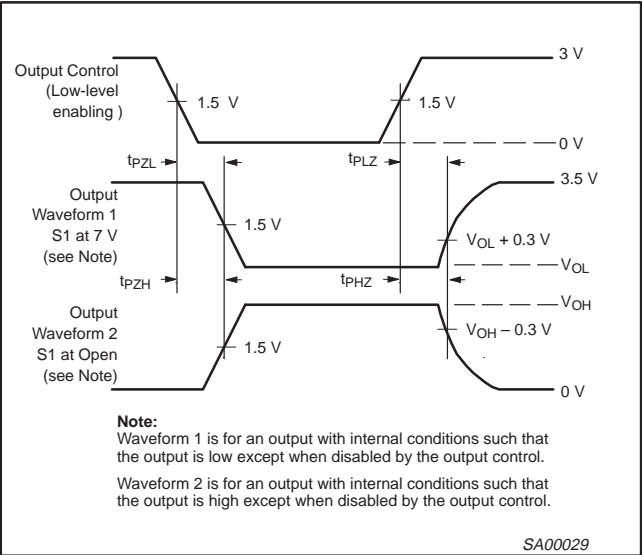 Output Control
(Low-level
enabling )
3 V
1.5 V
1.5 V
0 V
tPZL
tPLZ
Output
Waveform 1
S1 at 7 V
(see Note)
3.5 V
1.5 V
VOL + 0.3 V
VOL
tPZH
tPHZ
VOH
Output
Waveform 2
S1 at Open
(see Note)
VOH – 0.3 V
1.5 V
0 V
Note:
Waveform 1 is for an output with internal conditions such that
the output is low except when disabled by the output control.
Waveform 2 is for an output with internal conditions such that
the output is high except when disabled by the output control.
SA00029